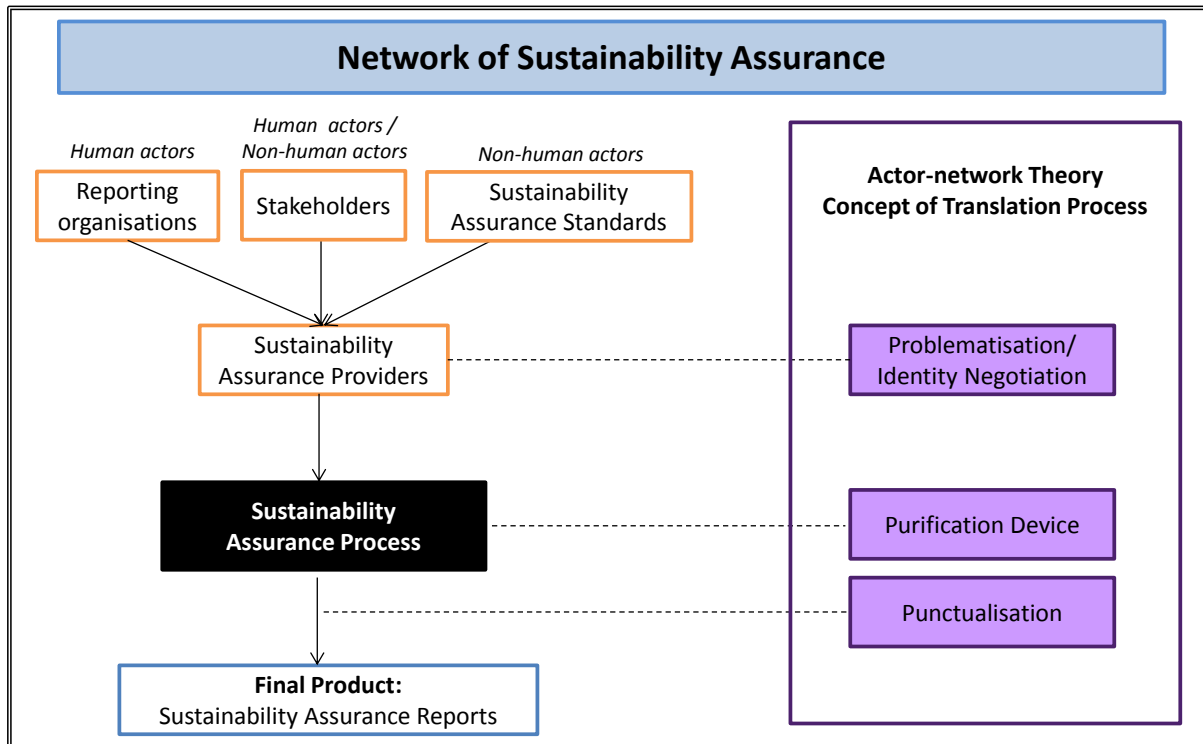 Network of Sustainability Assurance
Human actors
Reporting
organisations
Human actors /
Non-human actors
Stakeholders
Non-human actors
Sustainability
Assurance Standards
Sustainability
Assurance Providers
Sustainability
Assurance Process
Final Product:
Sustainability Assurance Reports
Actor-network Theory
Concept of Translation Process
Problematisation/
Identity Negotiation
Purification Device
Punctualisation